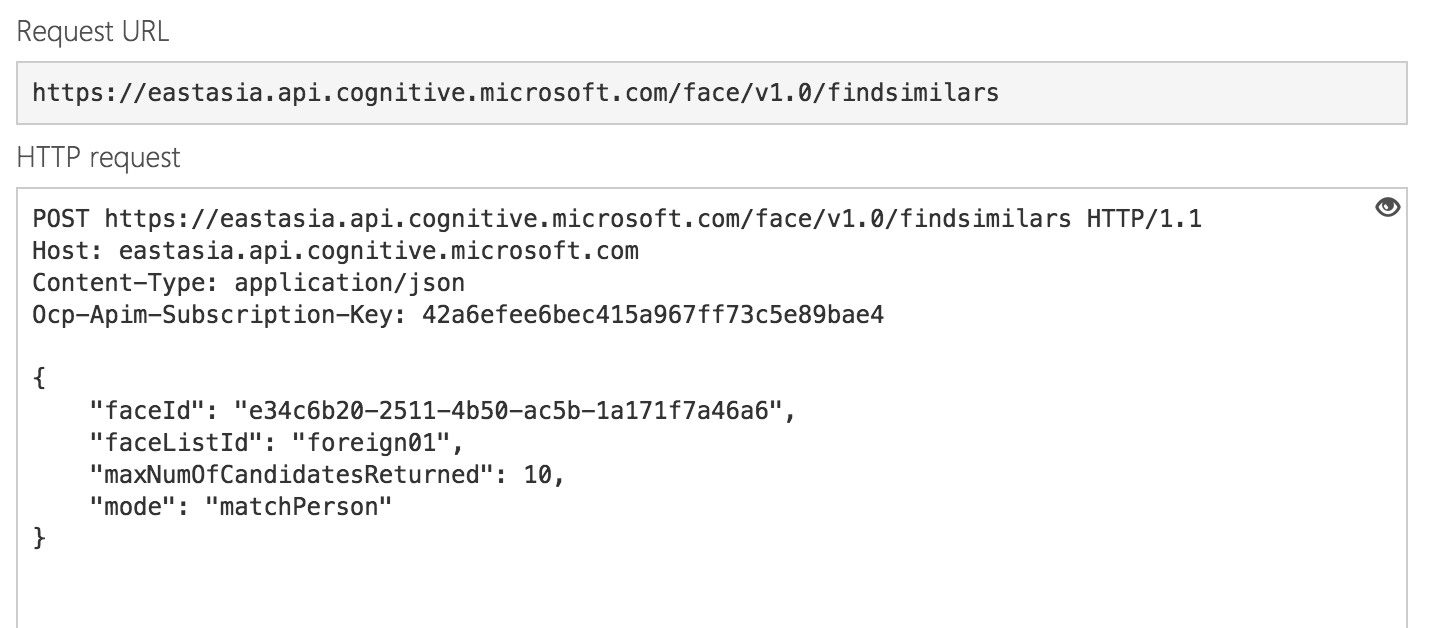 Request URL
https://eastasia.api.cognitive.microsoft.com/face/v1.0/findsimilars
HTTP request
POST https://eastasia.api.cognitive.microsoft.com/face/v1.0/findsimilars HTTP/1.1
Host: eastasia.api.cognitive.microsoft.com
Content-Type: application/json
Ocp-Apim-Subscription-Key: 42a6efee6bec415a967ff73c5e89bae4
{
    "faceId": "e34c6b20-2511-4b50-ac5b-1a171f7a46a6",
    "faceListId": "foreign01",
    "maxNumOfCandidatesReturned": 10,
    "mode": "matchPerson"
}